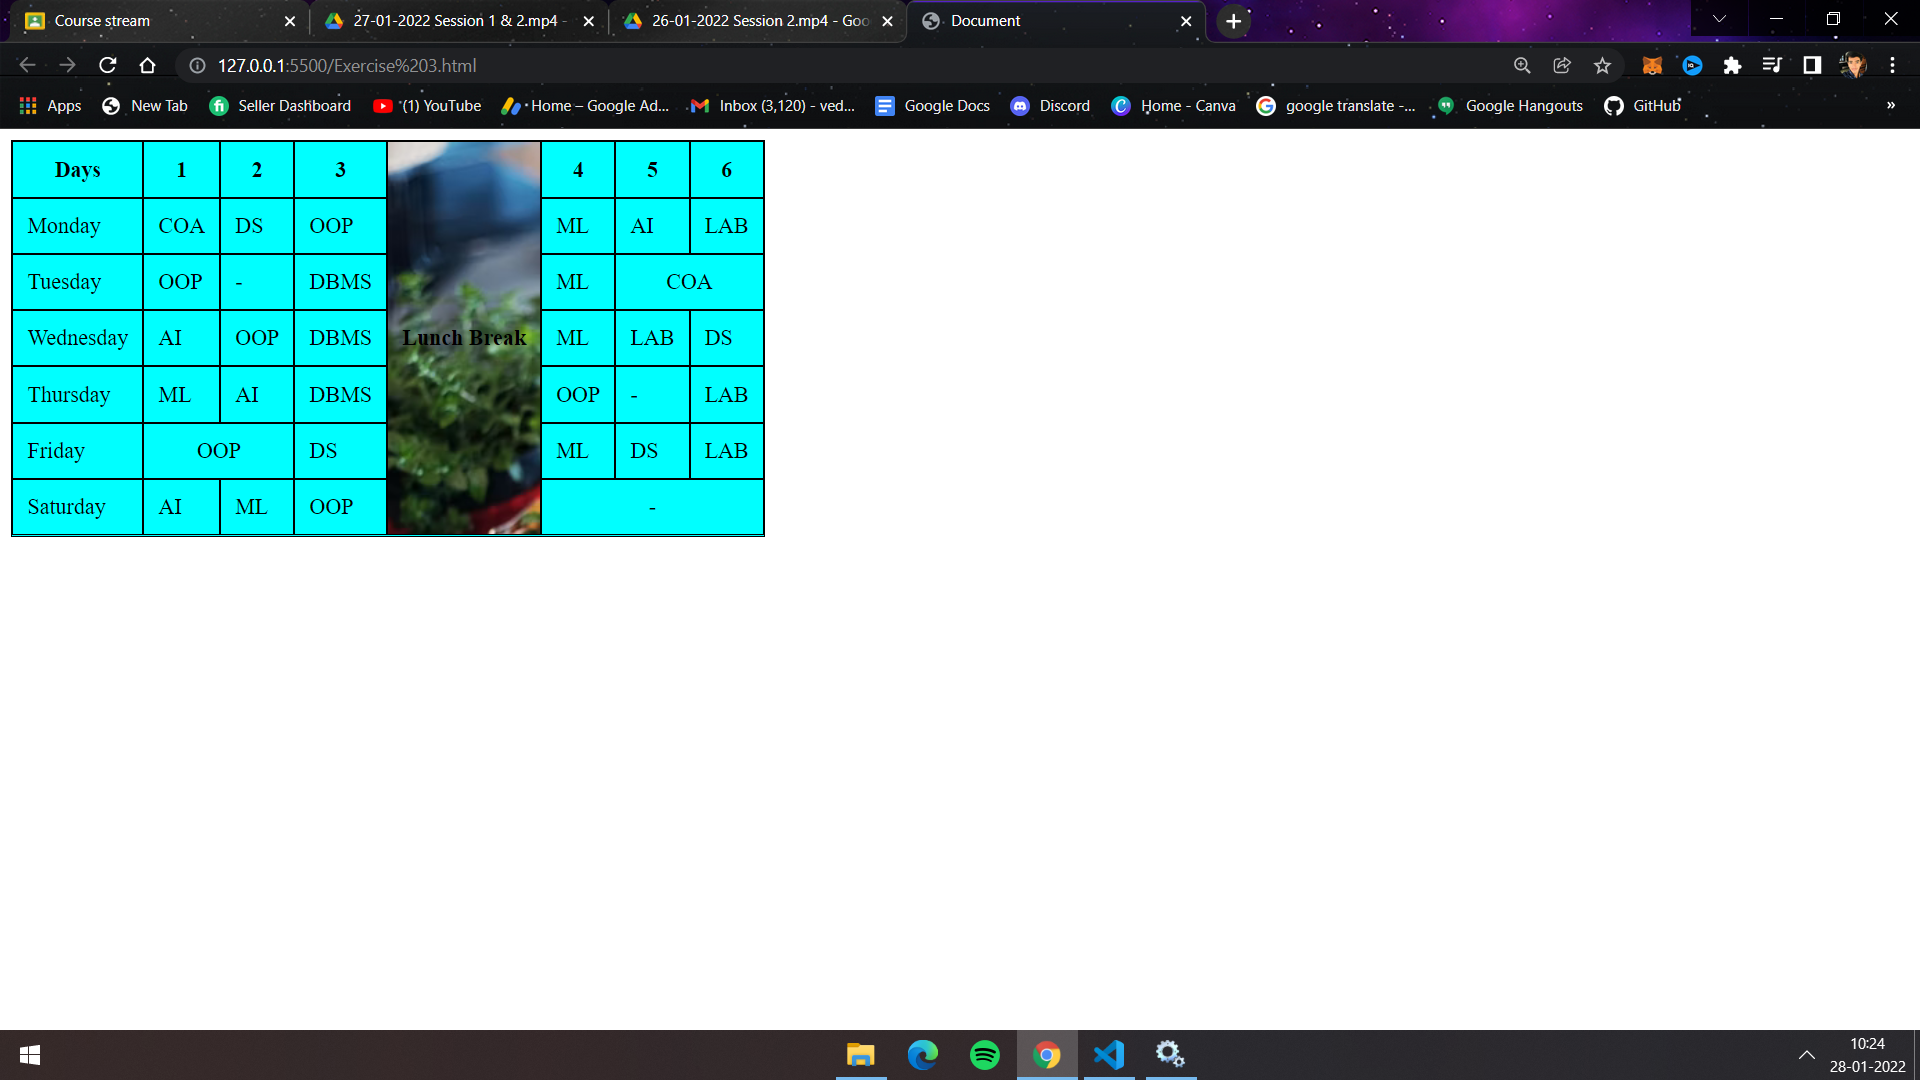 Course stream
27-01-2022 Session 1 & 2.mp4 -
26-01-2022 Session 2.mp4 - Goo
Document
127.0.0.1:5500/Exercise%203.html
Apps
New Tab
Seller Dashboard
(1) YouTube
Home – Google Ad...
Inbox (3,120) - ved...
Google Docs
Discord
Home - Canva
google translate -...
Google Hangouts
GitHub
»
Days 1 2 3 4 5 6
Monday COA DS OOP ML AI LAB
Tuesday OOP - DBMS ML COA
Wednesday AI OOP DBMS Lunch Break ML LAB DS
Thursday ML AI DBMS OOP - LAB
Friday OOP DS ML DS LAB
Saturday AI ML OOP -
10:24
28-01-2022